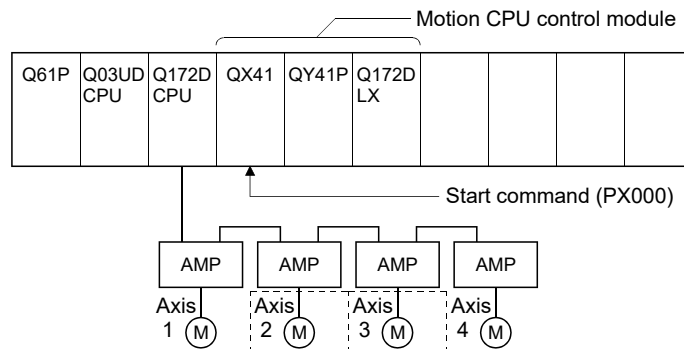 Motion CPU control module
Q61P Q03UD CPU Q172D CPU QX41 QY41P Q172D LX
Start command (PX000)
AMP AMP AMP AMP
Axis 1 M Axis 2 M Axis 3 M Axis 4 M